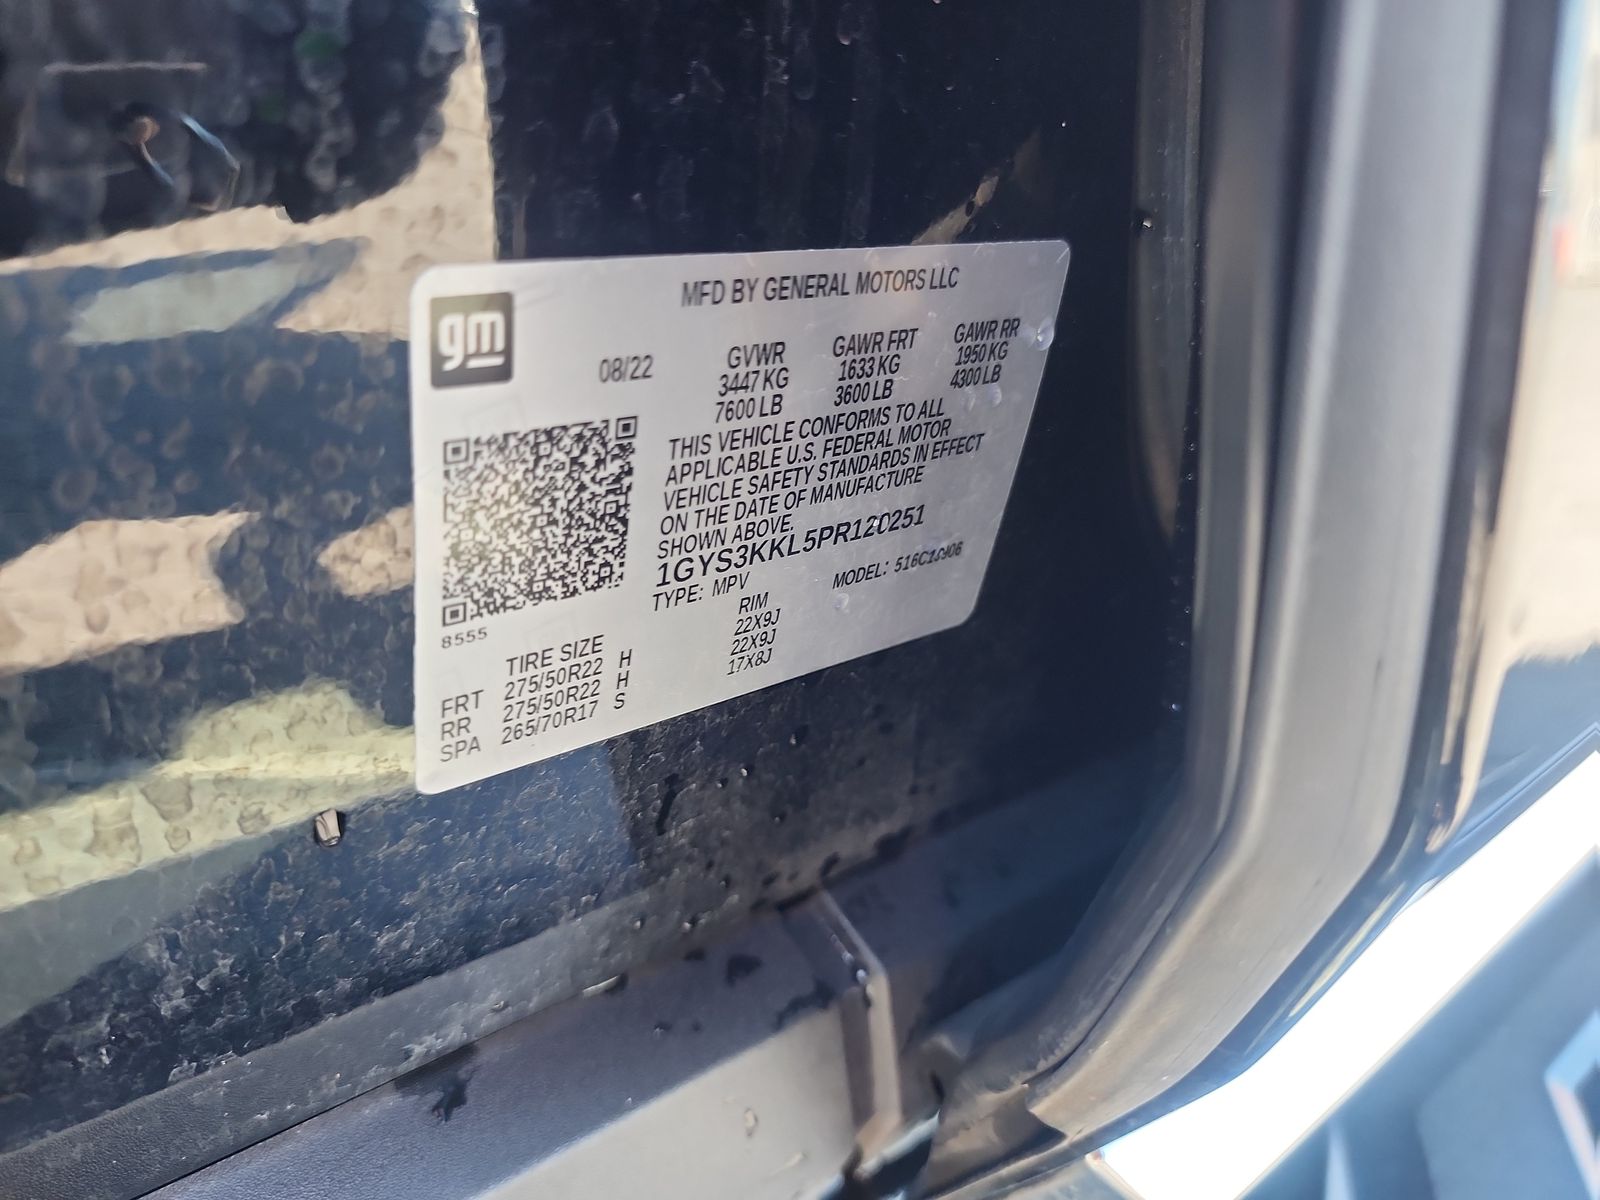 MFD BY GENERAL MOTORS LLC
gm
08/22
GVWR GAWR FRT GAWR RR
3447 KG 1633 KG 1950 KG
7600 LB 3600 LB 4300 LB
THIS VEHICLE CONFORMS TO ALL
APPLICABLE U.S. FEDERAL MOTOR
VEHICLE SAFETY STANDARDS IN EFFECT
ON THE DATE OF MANUFACTURE
SHOWN ABOVE.
1GYS3KKL5PR120251
TYPE: MPV MODEL:
8555
TIRE SIZE RIM
FRT 275/50R22 H 22X9J
RR 275/50R22 H 22X9J
SPA 265/70R17 S 17X8J